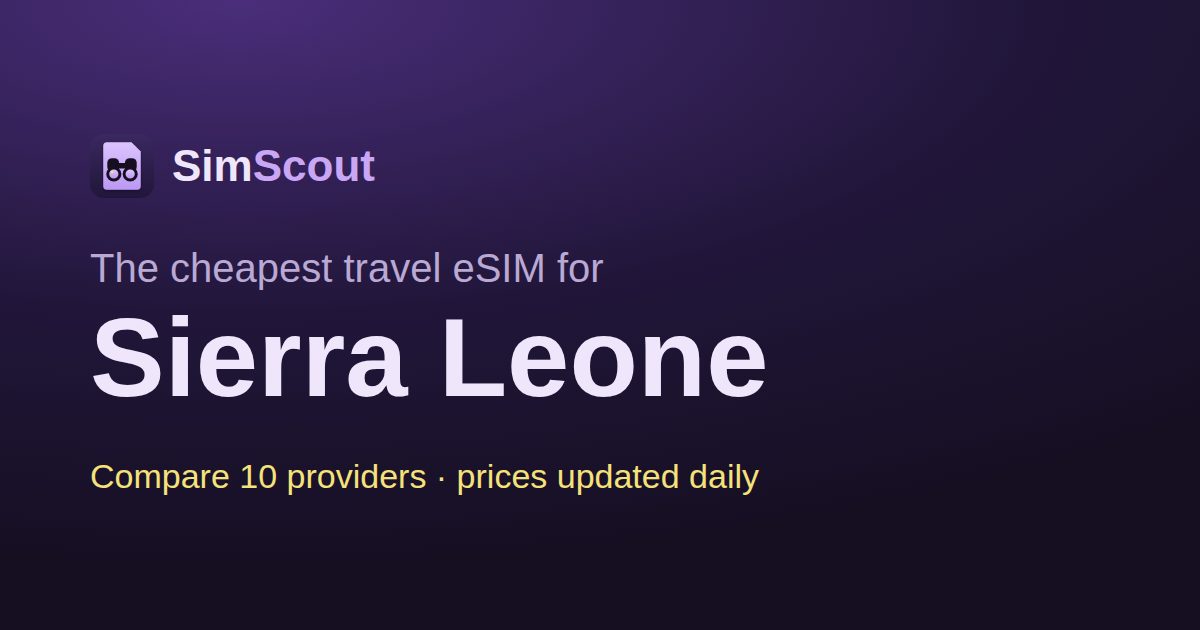 SimScout
The cheapest travel eSIM for
Sierra Leone
Compare 10 providers · prices updated daily